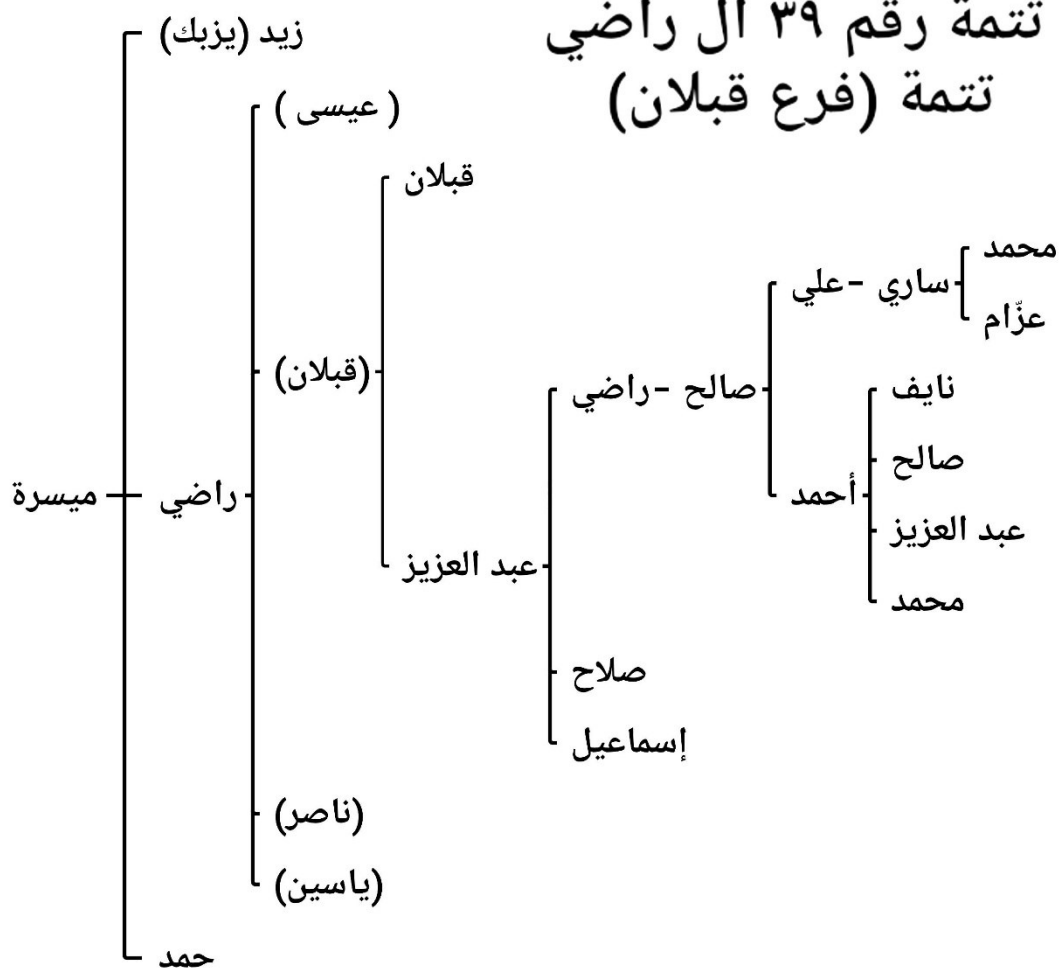 تتمة رقم ٣٩ آل راضي
تتمة (فرع قبلان)
زيد (يزبك)
(عيسى )
قبلان
محمد
علي - ساري
عزّام
(قبلان)
راضي - صالح
نايف
صالح
ميسرة
راضي
أحمد
عبد العزيز
عبد العزيز
محمد
صلاح
إسماعيل
(ناصر)
(ياسين)
حمد